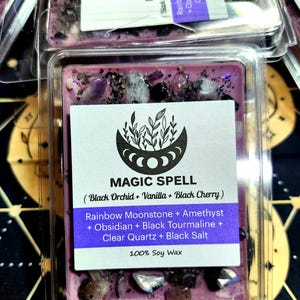 MAGIC SPELL
( Black Orchid + Vanilla + Black Cherry )
Rainbow Moonstone + Amethyst
+ Obsidian + Black Tourmaline +
Clear Quartz + Black Salt
100% Soy Wax